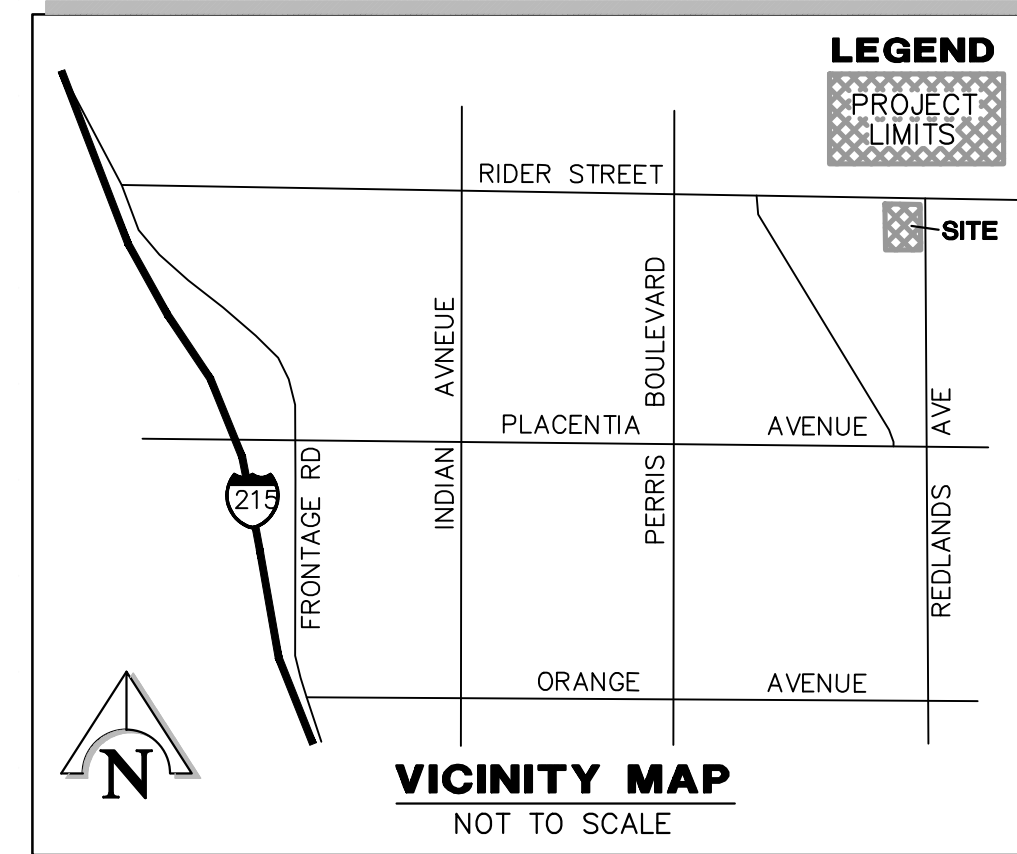 LEGEND
PROJECT
LIMITS
RIDER STREET
SITE
INDIAN AVNEUE
PERRIS BOULEVARD
PLACENTIA AVENUE
REDLANDS AVE
215
FRONTAGE RD
ORANGE AVENUE
N
VICINITY MAP
NOT TO SCALE